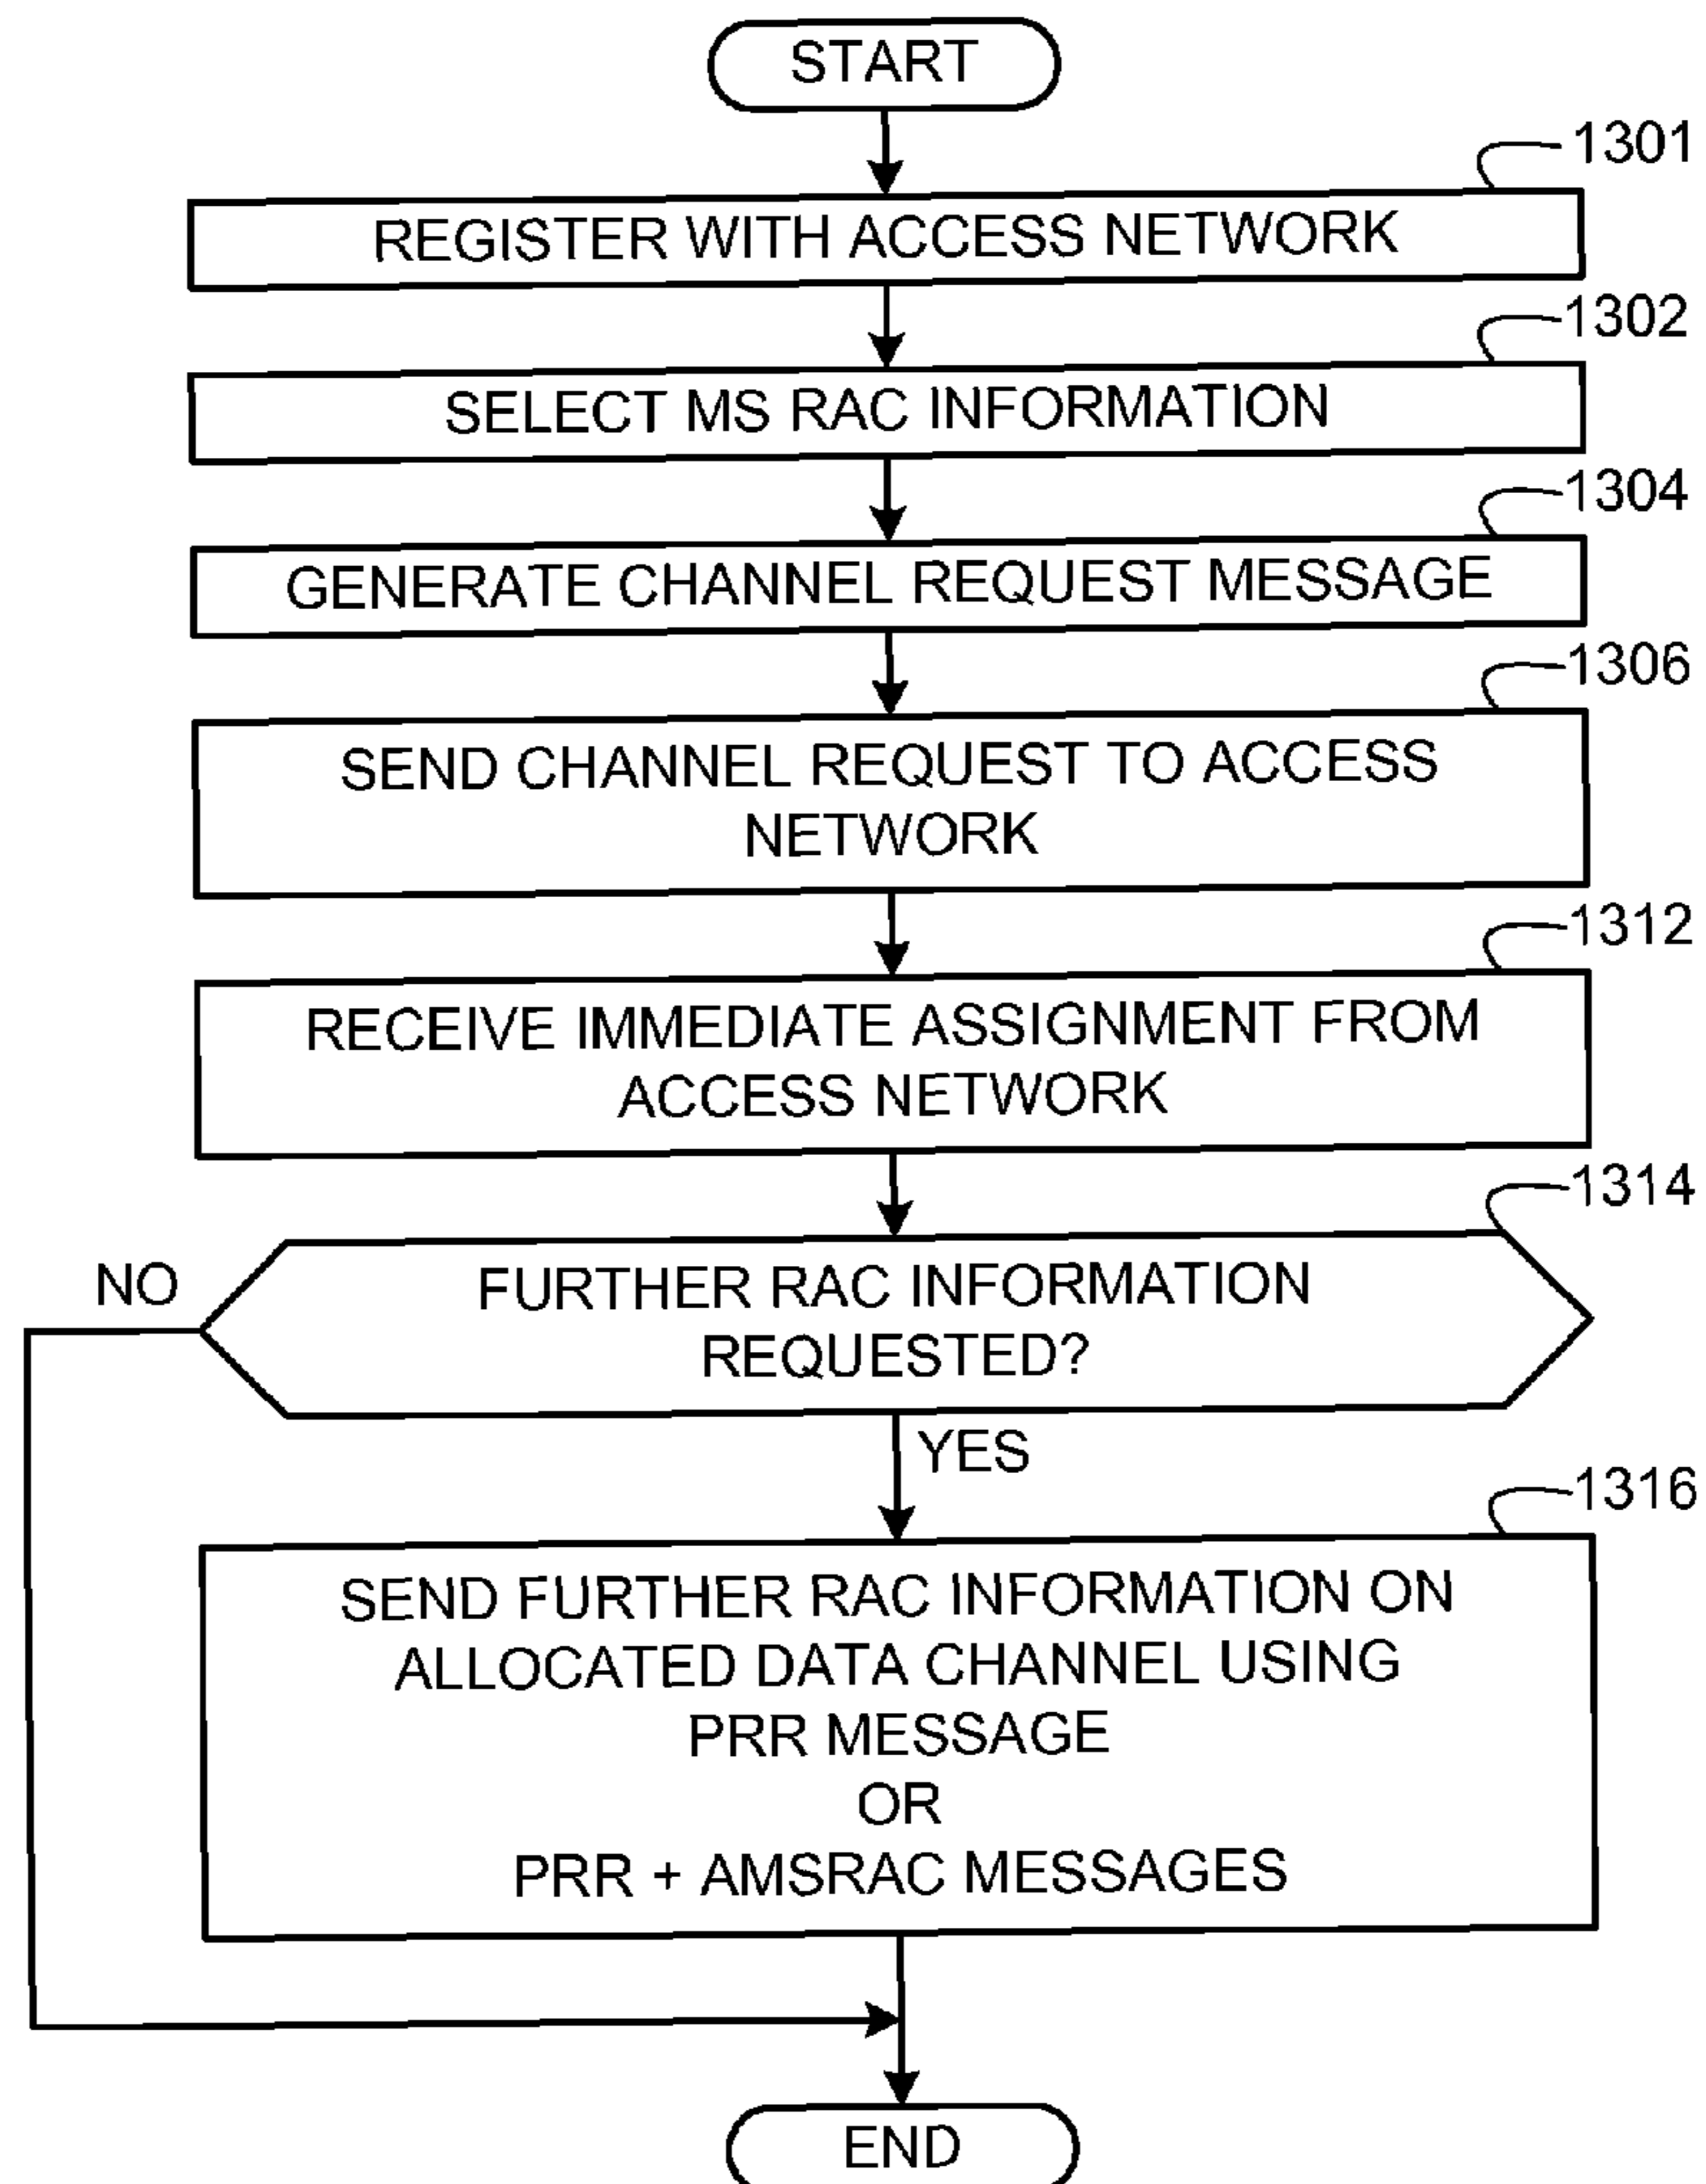 START
1301
REGISTER WITH ACCESS NETWORK
1302
SELECT MS RAC INFORMATION
1304
GENERATE CHANNEL REQUEST MESSAGE
1306
SEND CHANNEL REQUEST TO ACCESS
NETWORK
1312
RECEIVE IMMEDIATE ASSIGNMENT FROM
ACCESS NETWORK
1314
NO
FURTHER RAC INFORMATION
REQUESTED?
YES
1316
SEND FURTHER RAC INFORMATION ON
ALLOCATED DATA CHANNEL USING
PRR MESSAGE
OR
PRR + AMSRAC MESSAGES
END